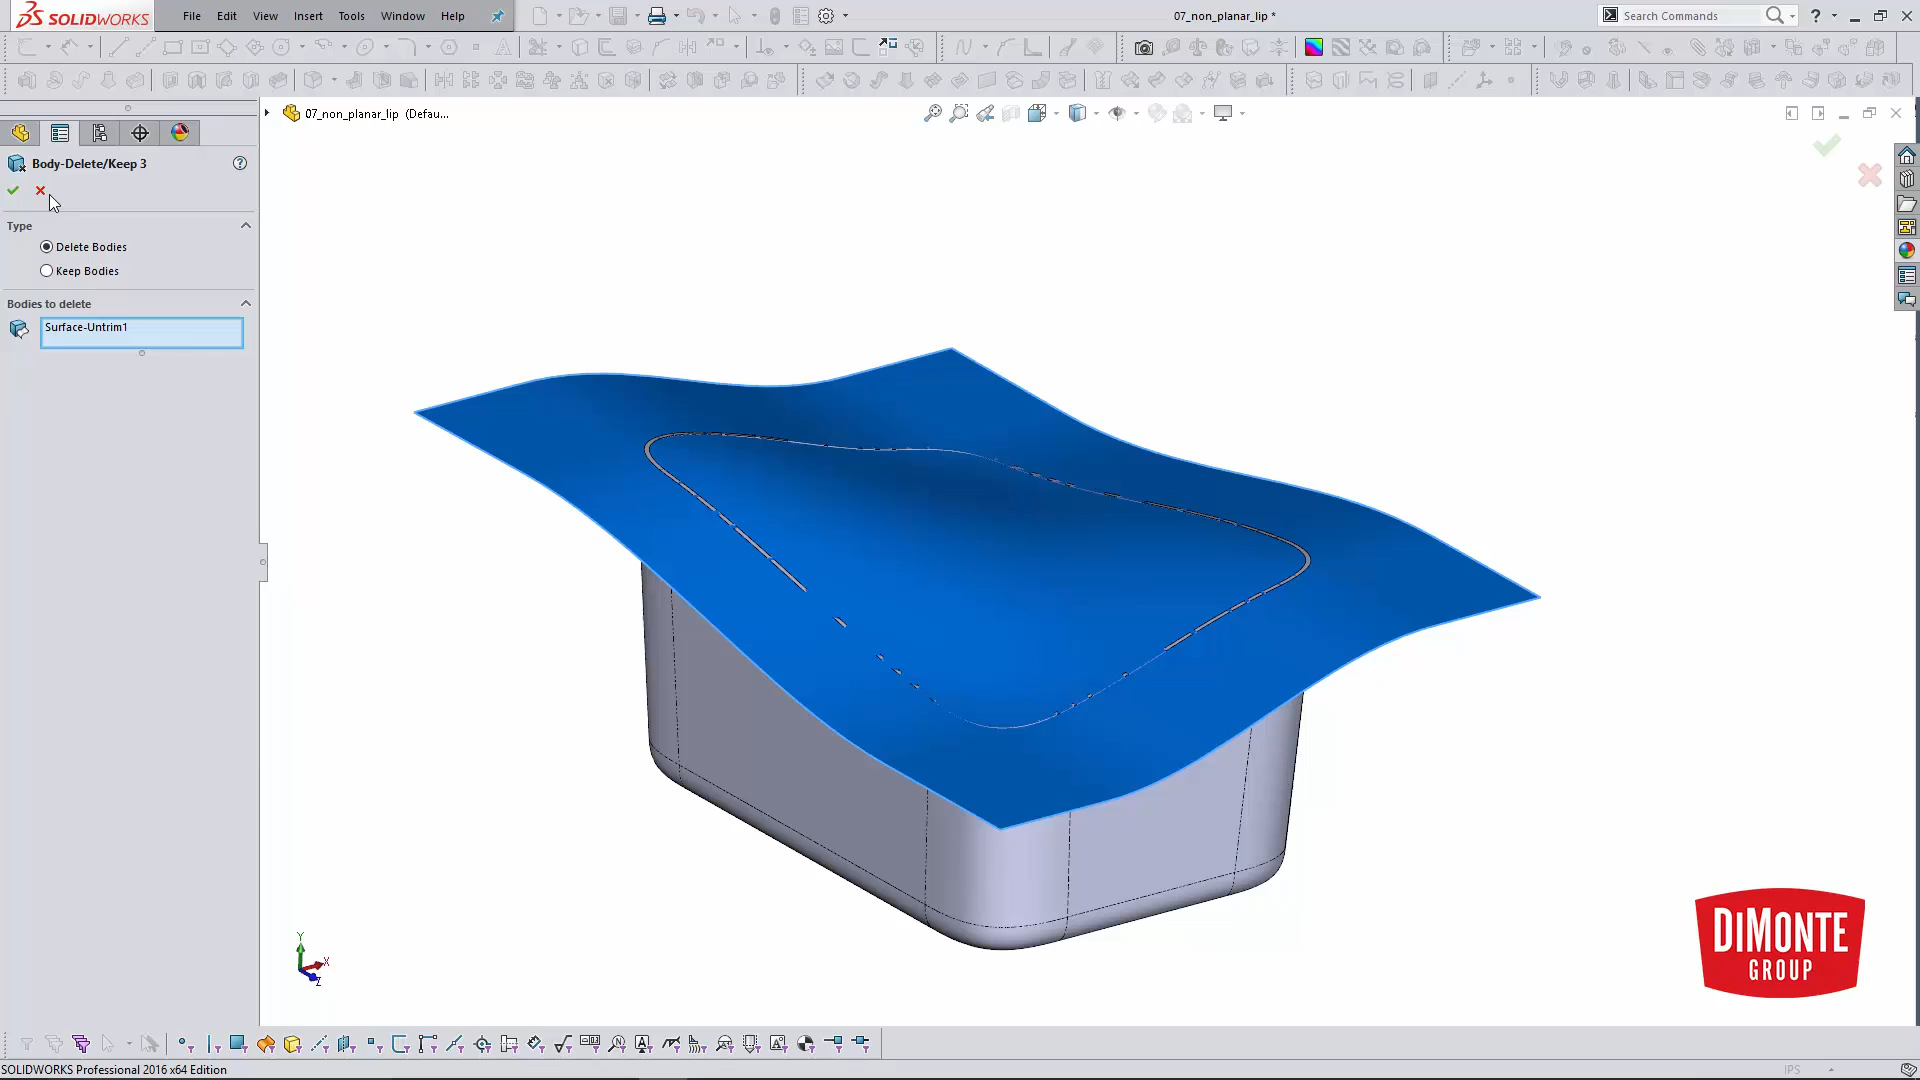 SOLIDWORKS
File Edit View Insert Tools Window Help
07_non_planar_lip *
Search Commands
?
07_non_planar_lip (Defau...
Body-Delete/Keep 3
?
Type
Delete Bodies
Keep Bodies
Bodies to delete
Surface-Untrim1
Y
X
Z
DIMONTE
GROUP
SOLIDWORKS Professional 2016 x64 Edition
IPS